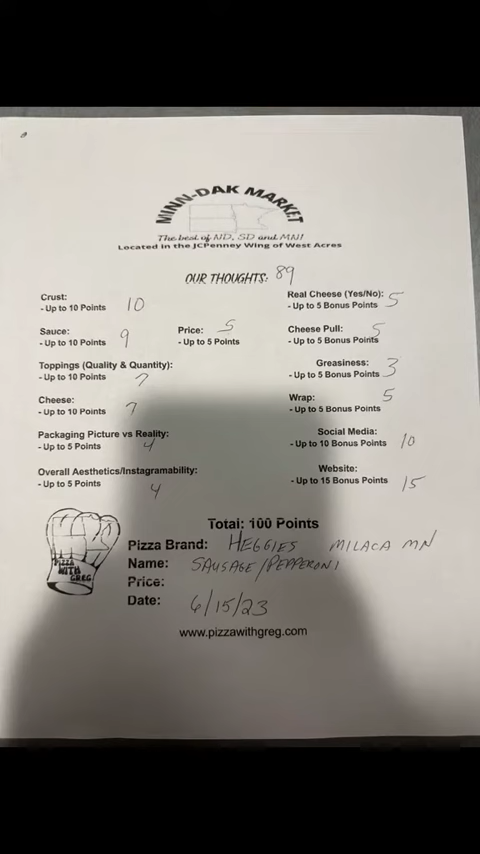 MINN-DAK MARKET
The best of ND, SD and MN!
Located in the JCPenney Wing of West Acres
OUR THOUGHTS: 89
Crust:
- Up to 10 Points 10
Real Cheese (Yes/No):
- Up to 5 Bonus Points 5
Sauce:
- Up to 10 Points 9
Price: 5
- Up to 5 Points
Cheese Pull: 5
- Up to 5 Bonus Points
Toppings (Quality & Quantity):
- Up to 10 Points 7
Greasiness:
- Up to 5 Bonus Points 3
Cheese:
- Up to 10 Points 7
Wrap: 5
- Up to 5 Bonus Points
Packaging Picture vs Reality:
- Up to 5 Points 4
Social Media:
- Up to 10 Bonus Points 10
Overall Aesthetics/Instagramability:
- Up to 5 Points 4
Website:
- Up to 15 Bonus Points 15
Total: 100 Points
PIZZA
WITH
GREG
Pizza Brand: HEGGIES MILACA MN
Name: SAUSAGE/PEPPERONI
Price:
Date: 6/15/23
www.pizzawithgreg.com